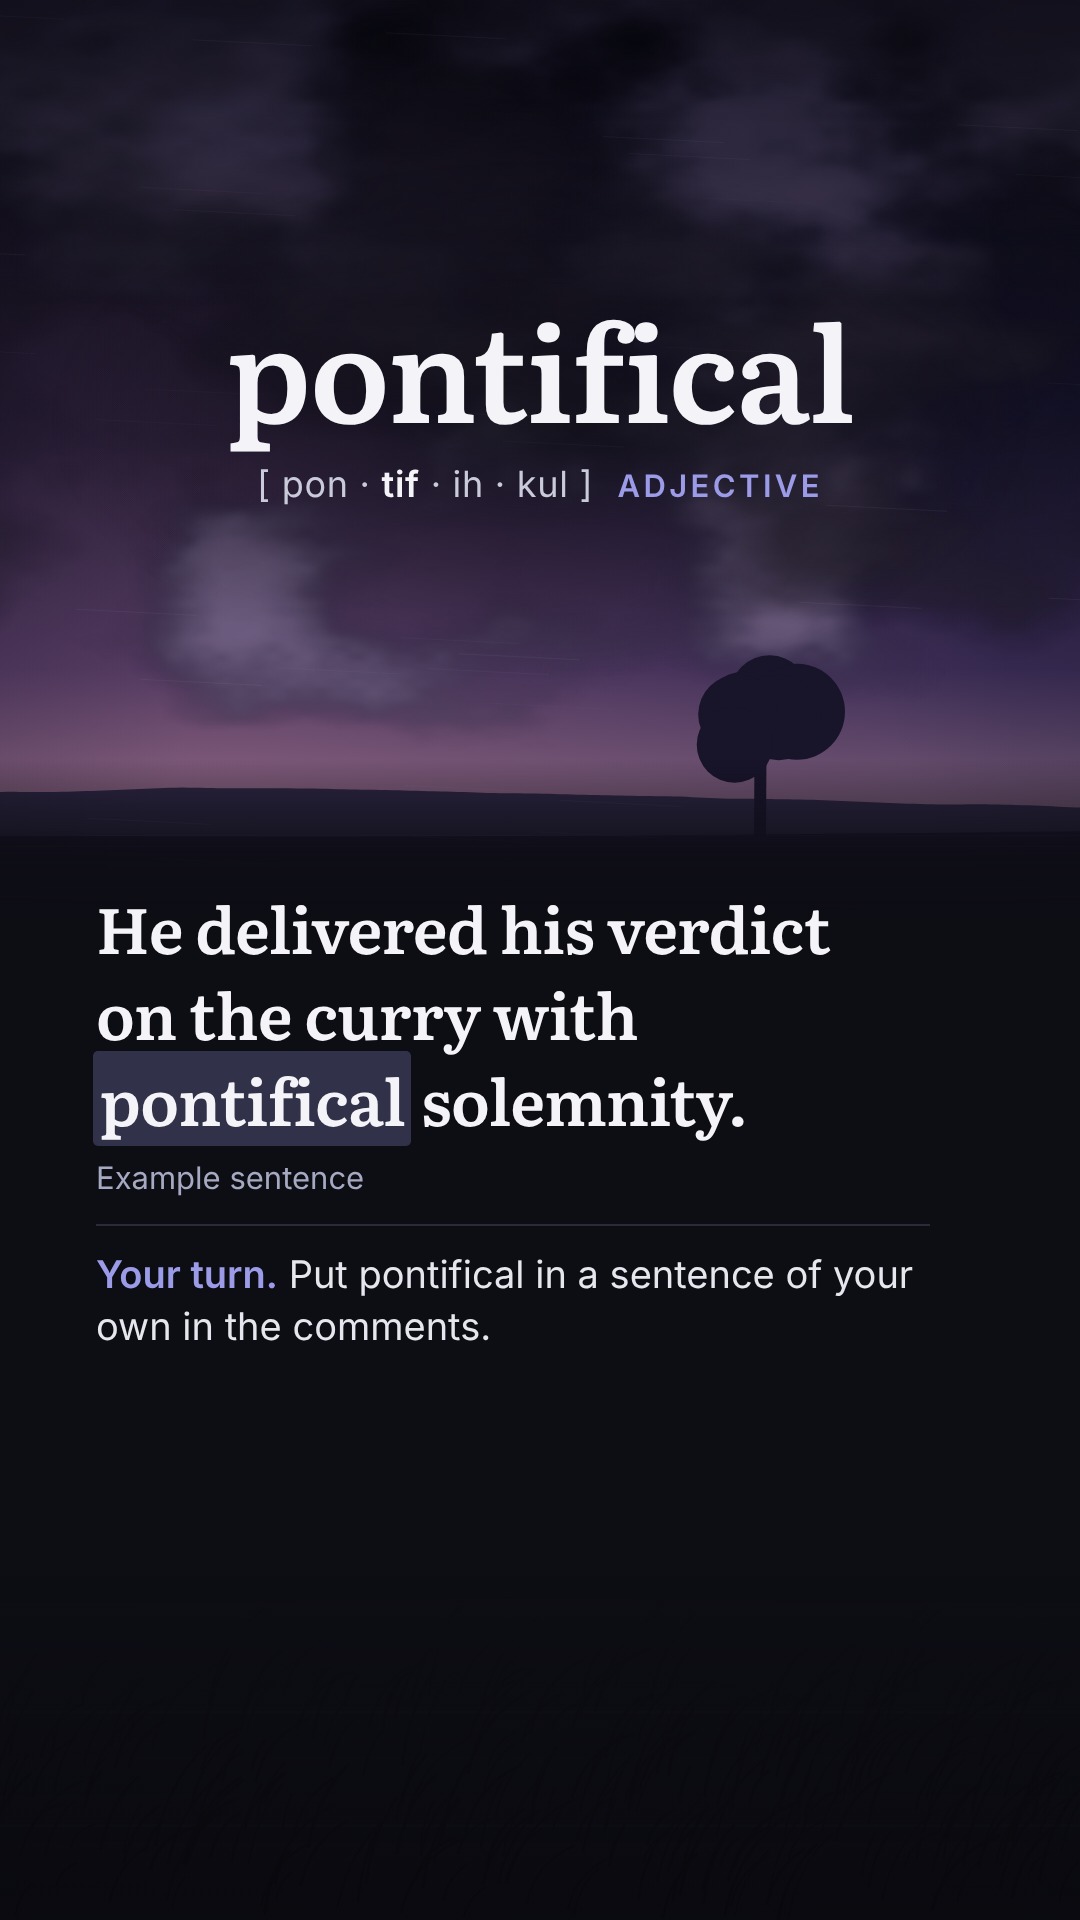 pontifical
[ pon · tif · ih · kul ] ADJECTIVE
He delivered his verdict
on the curry with
pontifical solemnity.
Example sentence
Your turn. Put pontifical in a sentence of your
own in the comments.